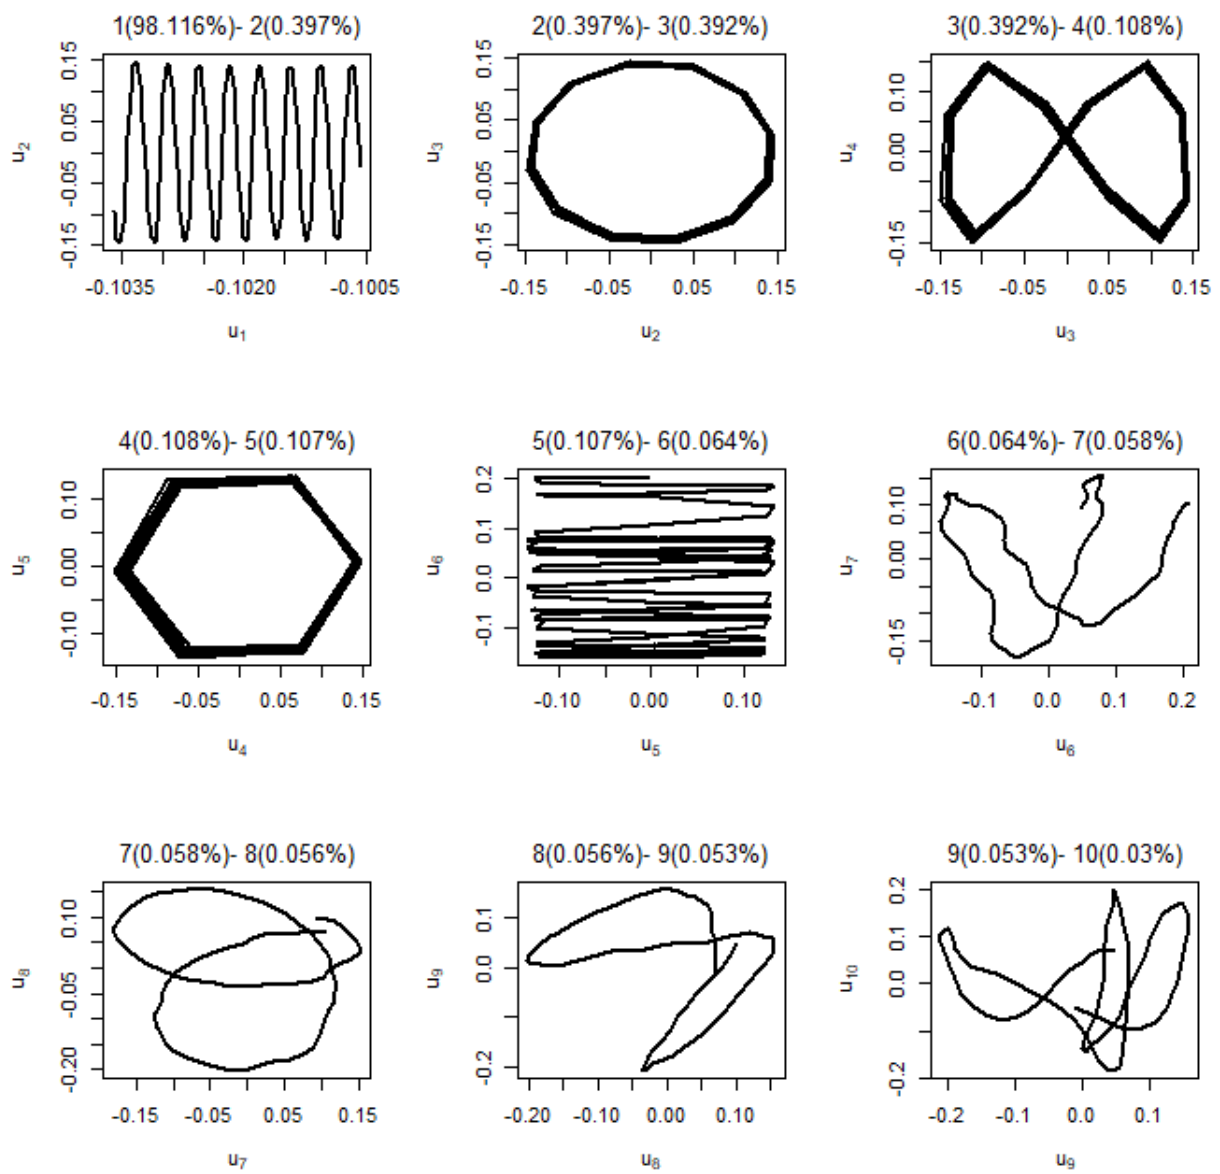 1(98.116%)- 2(0.397%) 2(0.397%)- 3(0.392%) 3(0.392%)- 4(0.108%)
u2 0.15 0.05 -0.05 -0.15 u3 0.15 0.05 -0.05 -0.15 u4 0.10 0.00 -0.15
-0.1035 -0.1020 -0.1005 -0.15 -0.05 0.05 0.15 -0.15 -0.05 0.05 0.15
u1 u2 u3
4(0.108%)- 5(0.107%) 5(0.107%)- 6(0.064%) 6(0.064%)- 7(0.058%)
u5 0.10 0.00 -0.10 u6 0.2 0.1 0.0 -0.1 u7 0.10 0.00 -0.15
-0.15 -0.05 0.05 0.15 -0.10 0.00 0.10 -0.1 0.0 0.1 0.2
u4 u5 u6
7(0.058%)- 8(0.056%) 8(0.056%)- 9(0.053%) 9(0.053%)- 10(0.03%)
u8 0.10 -0.05 -0.20 u9 0.1 0.0 -0.2 u10 0.2 0.1 0.0 -0.2
-0.15 -0.05 0.05 0.15 -0.20 -0.10 0.00 0.10 -0.2 -0.1 0.0 0.1
u7 u8 u9